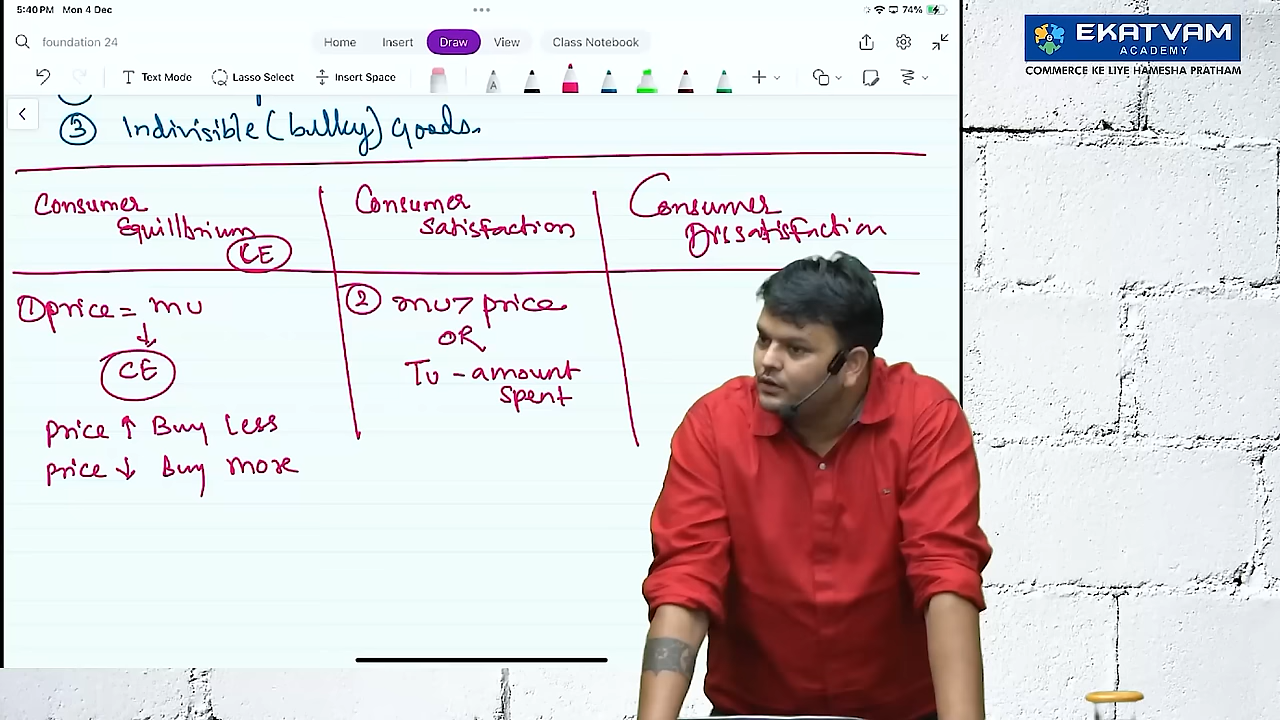 5:40 PM Mon 4 Dec
74%
foundation 24
Home Insert Draw View Class Notebook
Text Mode Lasso Select Insert Space
③ Indivisible (bulky) goods.
Consumer Equillbrium CE
Consumer Satisfaction
Consumer Dissatisfaction
① price = mu
CE
price ↑ Buy Less
price ↓ Buy more
② mu > price
OR
Tu - amount spent
EKATVAM
ACADEMY
COMMERCE KE LIYE HAMESHA PRATHAM